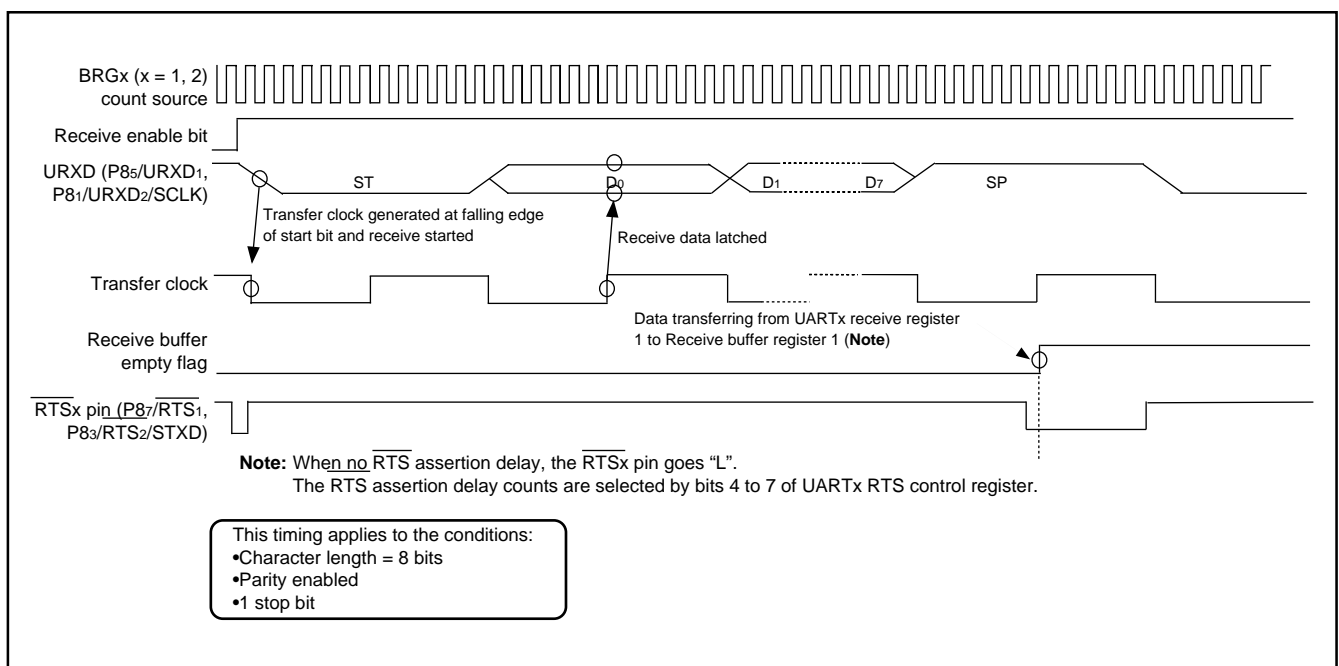 BRGx (x = 1, 2)
count source
Receive enable bit
URXD (P85/URXD1,
P81/URXD2/SCLK)
ST
D0
D1
D7
SP
Transfer clock generated at falling edge
of start bit and receive started
Receive data latched
Transfer clock
Data transferring from UARTx receive register
1 to Receive buffer register 1 (Note)
Receive buffer
empty flag
RTSx pin (P87/RTS1,
P83/RTS2/STXD)
Note: When no RTS assertion delay, the RTSx pin goes “L”.
The RTS assertion delay counts are selected by bits 4 to 7 of UARTx RTS control register.
This timing applies to the conditions:
•Character length = 8 bits
•Parity enabled
•1 stop bit